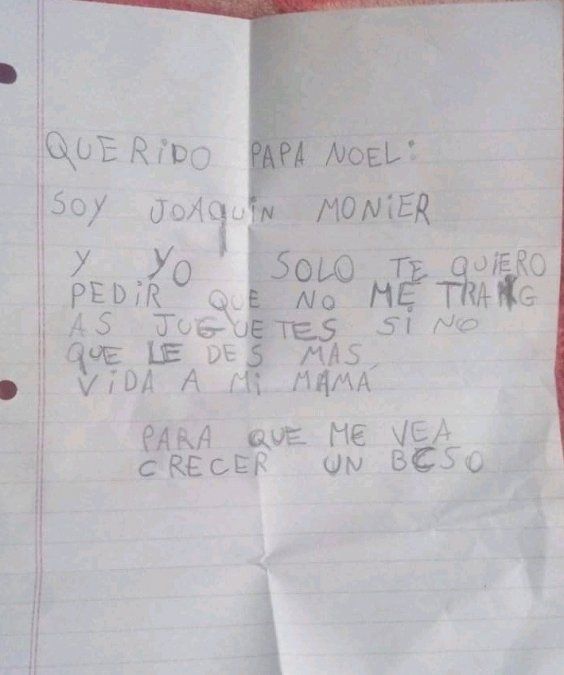 QUERiDO PAPA NOEL:
SOY JOAQUiN MONiER
Y YO SOLO TE QUIERO
PEDiR QUE NO ME TRAIG
AS JUGUETES Si NO
QUE LE DES MAS
ViDA A Mi MAMÁ
PARA QUE ME VEA
CRECER UN BESO